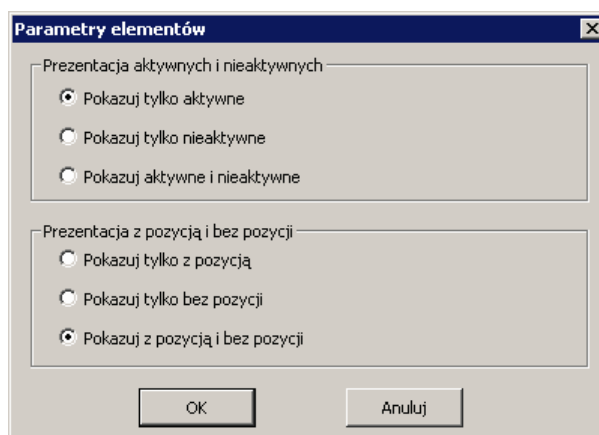 Parametry elementów
Prezentacja aktywnych i nieaktywnych
Pokazuj tylko aktywne
Pokazuj tylko nieaktywne
Pokazuj aktywne i nieaktywne
Prezentacja z pozycją i bez pozycji
Pokazuj tylko z pozycją
Pokazuj tylko bez pozycji
Pokazuj z pozycją i bez pozycji
OK Anuluj